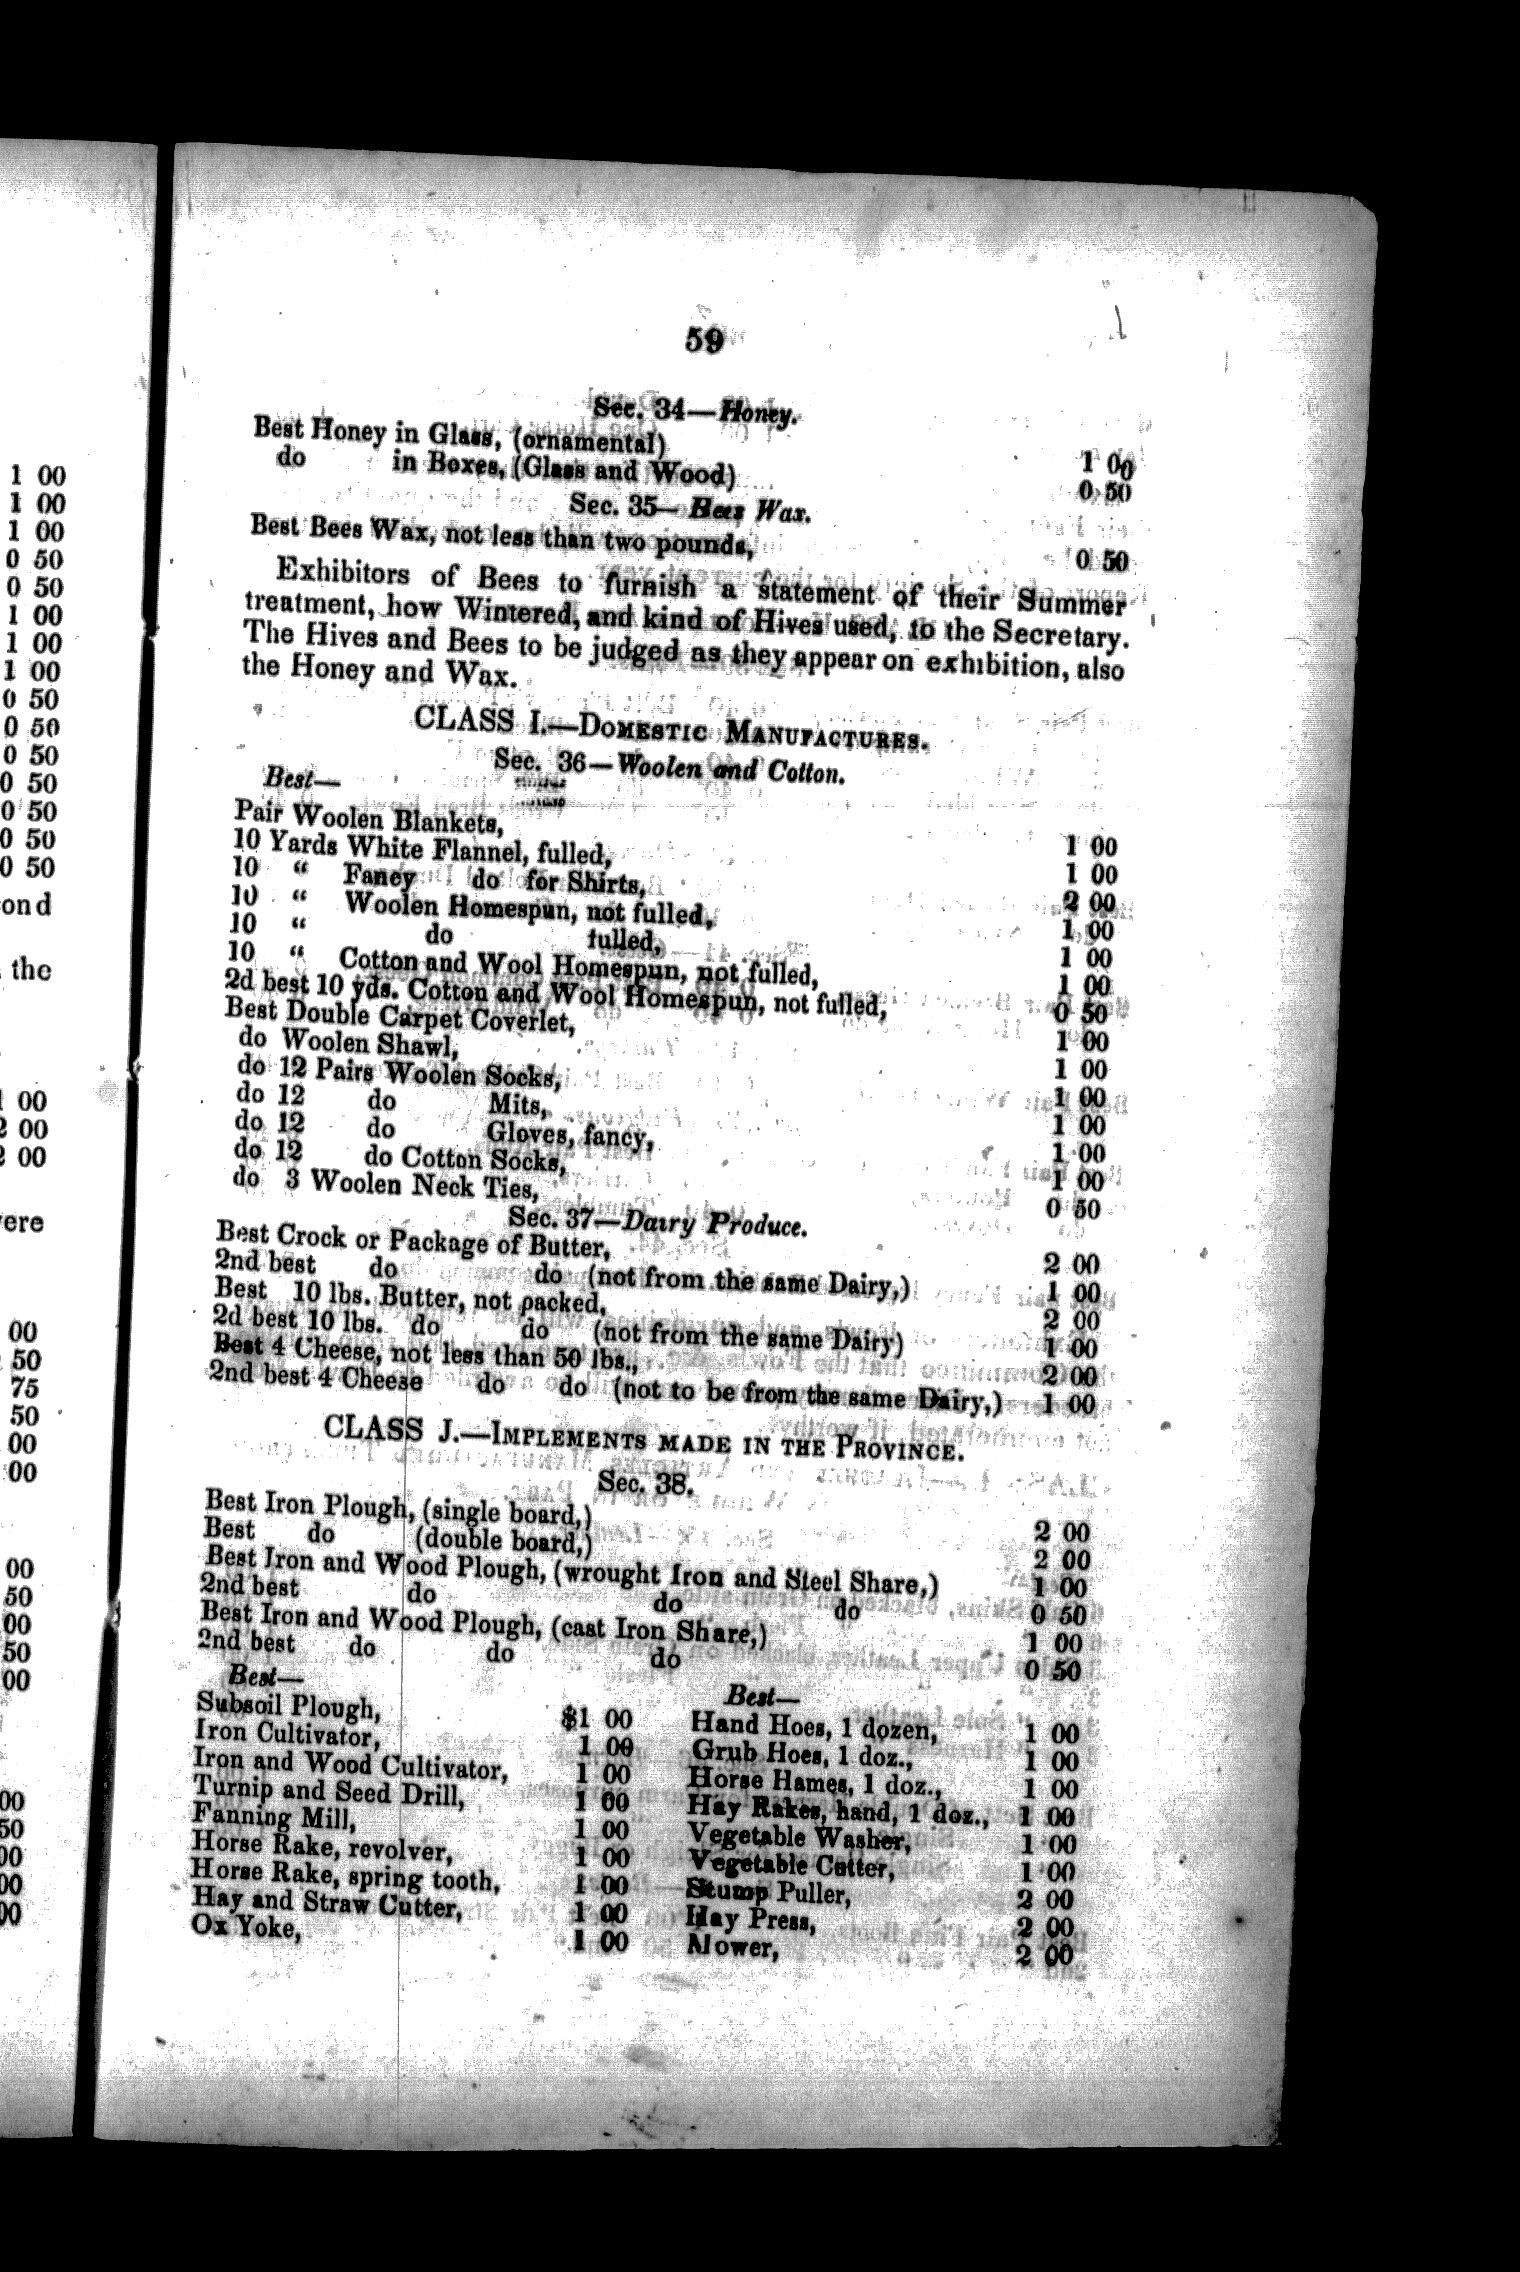 59
Sec. 34—Honey.
Best Honey in Glass, (ornamental) 1 00
do in Boxes, (Glass and Wood) 0 50
Sec. 35—Bees Wax.
Best Bees Wax, not less than two pounds, 0 50
Exhibitors of Bees to furnish a statement of their Summer
treatment, how Wintered, and kind of Hives used, to the Secretary.
The Hives and Bees to be judged as they appear on exhibition, also
the Honey and Wax.
CLASS I.—DOMESTIC MANUFACTURES.
Sec. 36—Woolen and Cotton.
Best—
Pair Woolen Blankets, 1 00
10 Yards White Flannel, fulled, 1 00
10 “ Fancy do for Shirts, 2 00
10 “ Woolen Homespun, not fulled, 1 00
10 “ do fulled, 1 00
10 “ Cotton and Wool Homespun, not fulled, 1 00
2d best 10 yds. Cotton and Wool Homespun, not fulled, 0 50
Best Double Carpet Coverlet, 1 00
do Woolen Shawl, 1 00
do 12 Pairs Woolen Socks, 1 00
do 12 do Mits, 1 00
do 12 do Gloves, fancy, 1 00
do 12 do Cotton Socks, 1 00
do 3 Woolen Neck Ties, 0 50
Sec. 37—Dairy Produce.
Best Crock or Package of Butter, 2 00
2nd best do do (not from the same Dairy,) 1 00
Best 10 lbs. Butter, not packed, 2 00
2d best 10 lbs. do do (not from the same Dairy) 1 00
Best 4 Cheese, not less than 50 lbs., 2 00
2nd best 4 Cheese do do (not to be from the same Dairy,) 1 00
CLASS J.—IMPLEMENTS MADE IN THE PROVINCE.
Sec. 38.
Best Iron Plough, (single board,) 2 00
Best do (double board,) 2 00
Best Iron and Wood Plough, (wrought Iron and Steel Share,) 1 00
2nd best do do do 0 50
Best Iron and Wood Plough, (cast Iron Share,) 1 00
2nd best do do do 0 50
Best— Best—
Subsoil Plough, $1 00 Hand Hoes, 1 dozen, 1 00
Iron Cultivator, 1 00 Grub Hoes, 1 doz., 1 00
Iron and Wood Cultivator, 1 00 Horse Hames, 1 doz., 1 00
Turnip and Seed Drill, 1 00 Hay Rakes, hand, 1 doz., 1 00
Fanning Mill, 1 00 Vegetable Washer, 1 00
Horse Rake, revolver, 1 00 Vegetable Cutter, 1 00
Horse Rake, spring tooth, 1 00 Stump Puller, 2 00
Hay and Straw Cutter, 1 00 Hay Press, 2 00
Ox Yoke, 1 00 Mower, 2 00